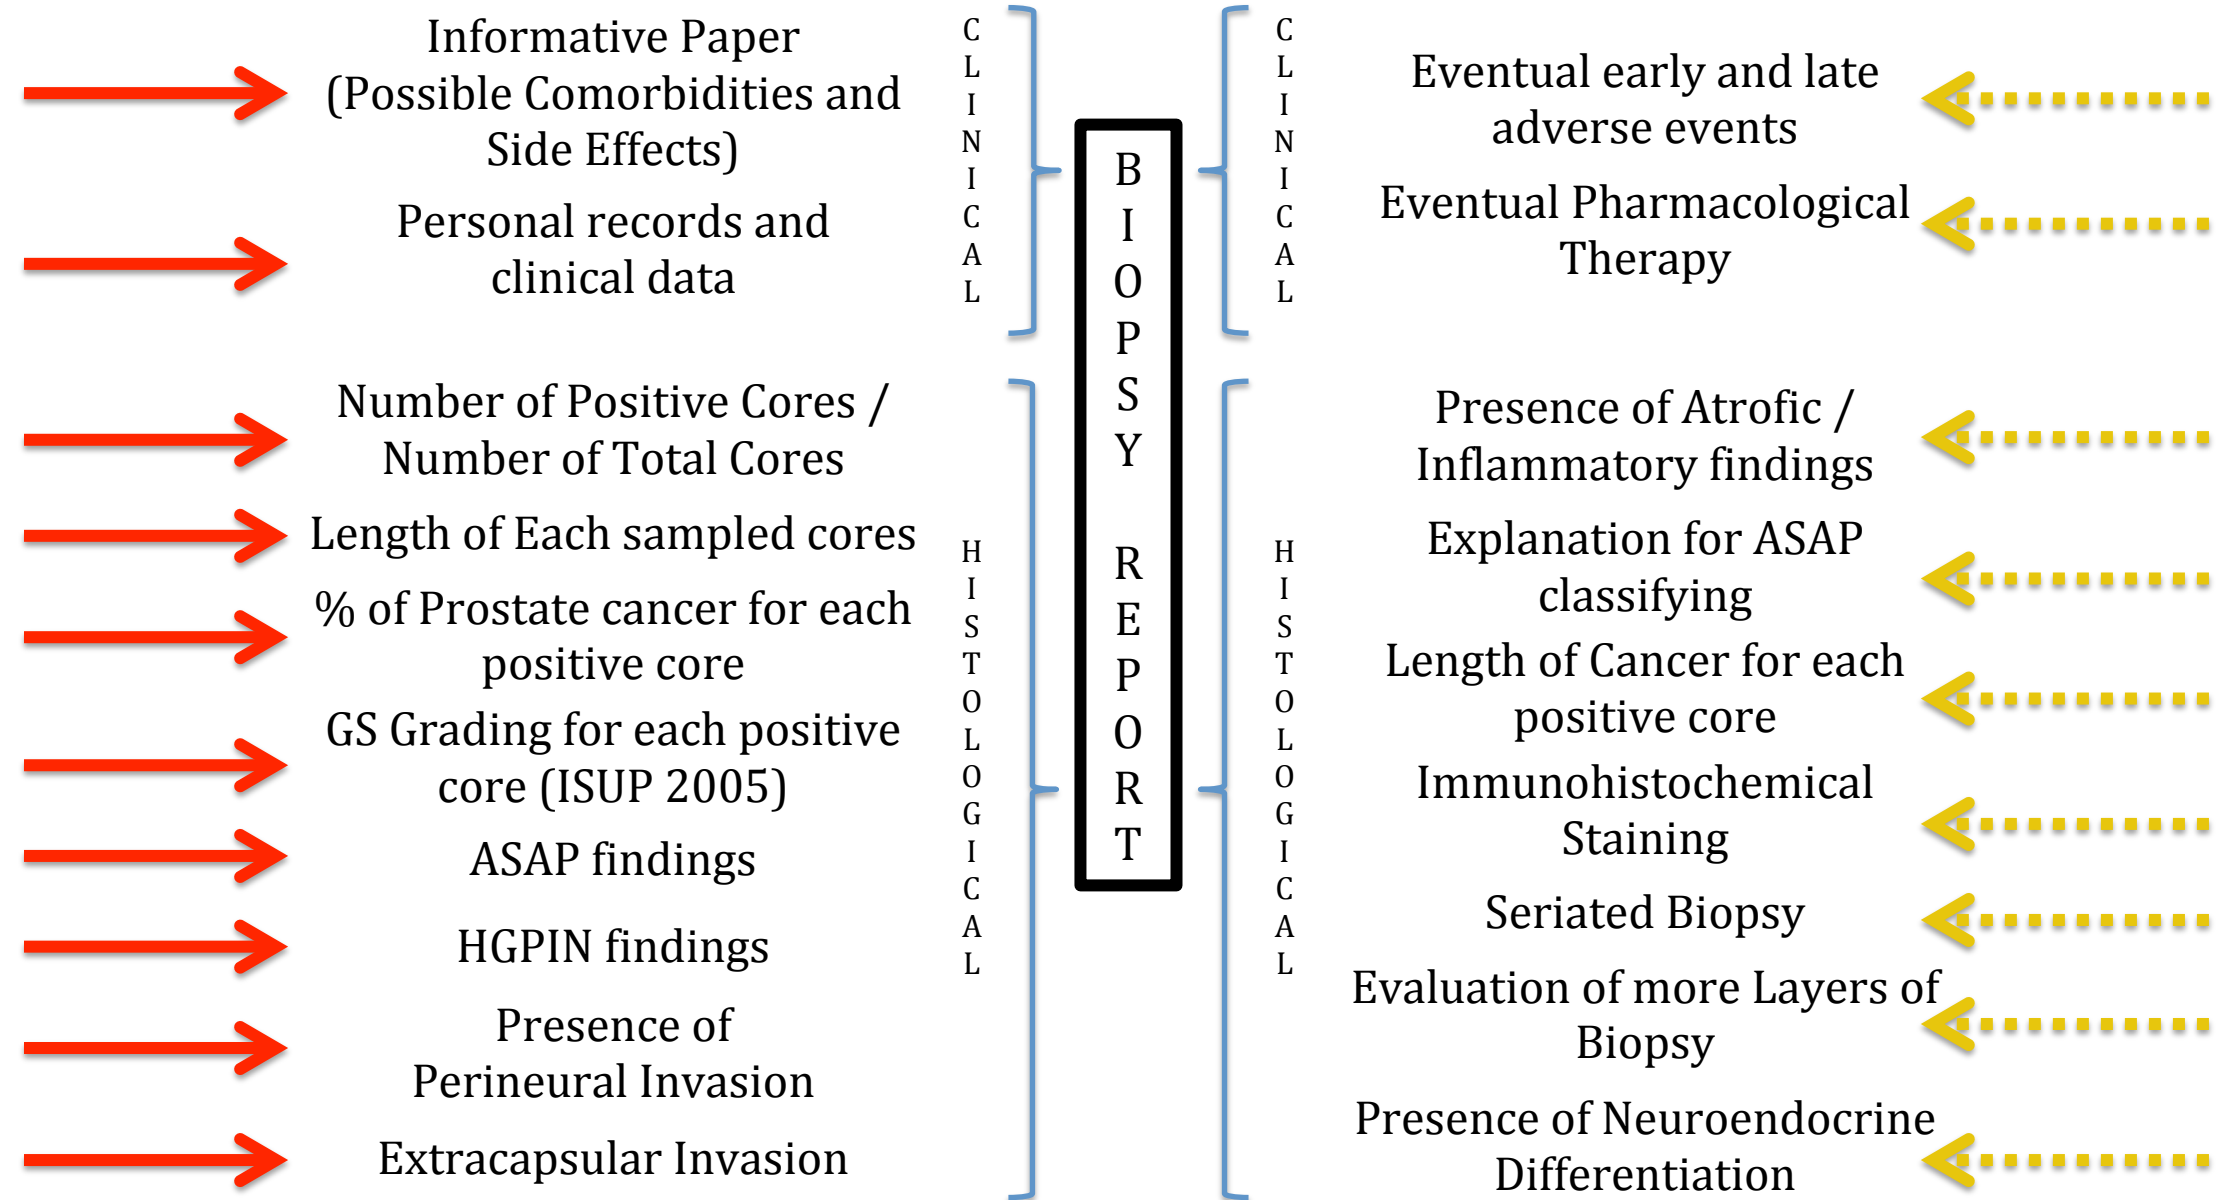 Informative Paper
(Possible Comorbidities and
Side Effects)
Personal records and
clinical data
CLINICAL
Number of Positive Cores /
Number of Total Cores
Length of Each sampled cores
% of Prostate cancer for each
positive core
GS Grading for each positive
core (ISUP 2005)
ASAP findings
HGPIN findings
Presence of
Perineural Invasion
Extracapsular Invasion
HISTOLOGICAL
BIOPSY REPORT
CLINICAL
Eventual early and late
adverse events
Eventual Pharmacological
Therapy
HISTOLOGICAL
Presence of Atrofic /
Inflammatory findings
Explanation for ASAP
classifying
Length of Cancer for each
positive core
Immunohistochemical
Staining
Seriated Biopsy
Evaluation of more Layers of
Biopsy
Presence of Neuroendocrine
Differentiation